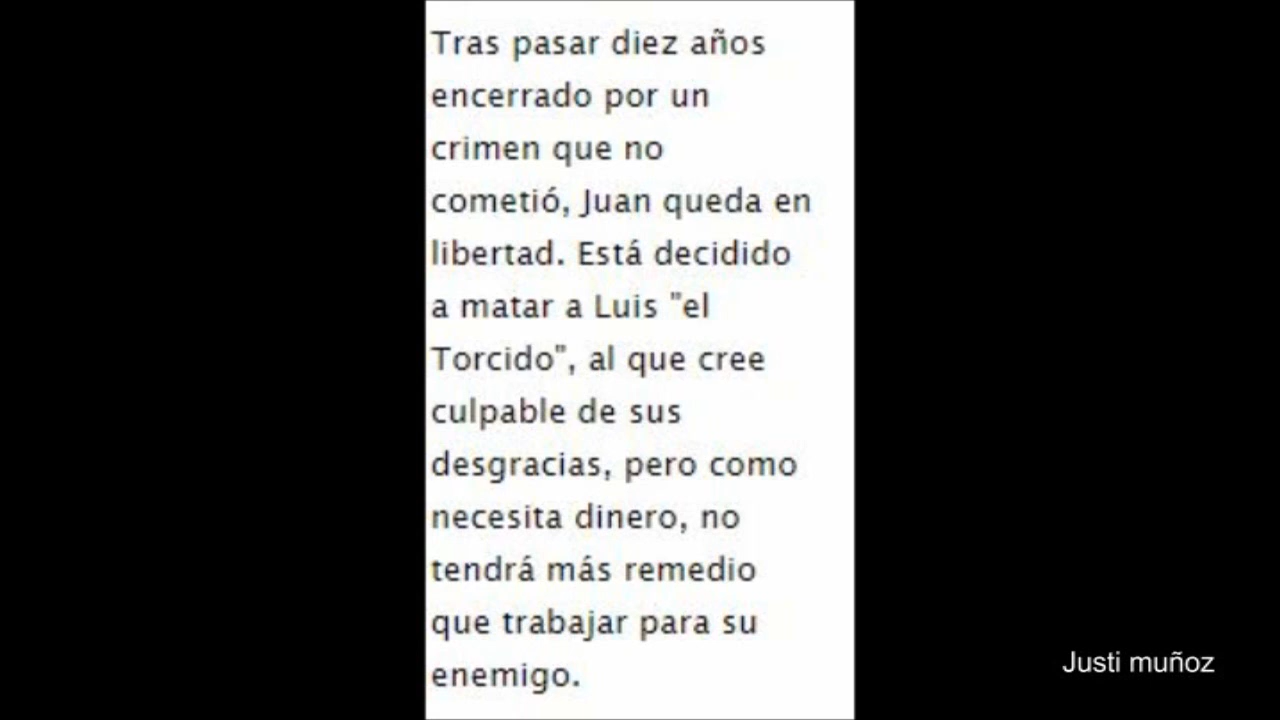 Tras pasar diez años
encerrado por un
crimen que no
cometió, Juan queda en
libertad. Está decidido
a matar a Luis "el
Torcido", al que cree
culpable de sus
desgracias, pero como
necesita dinero, no
tendrá más remedio
que trabajar para su
enemigo.
Justi muñoz